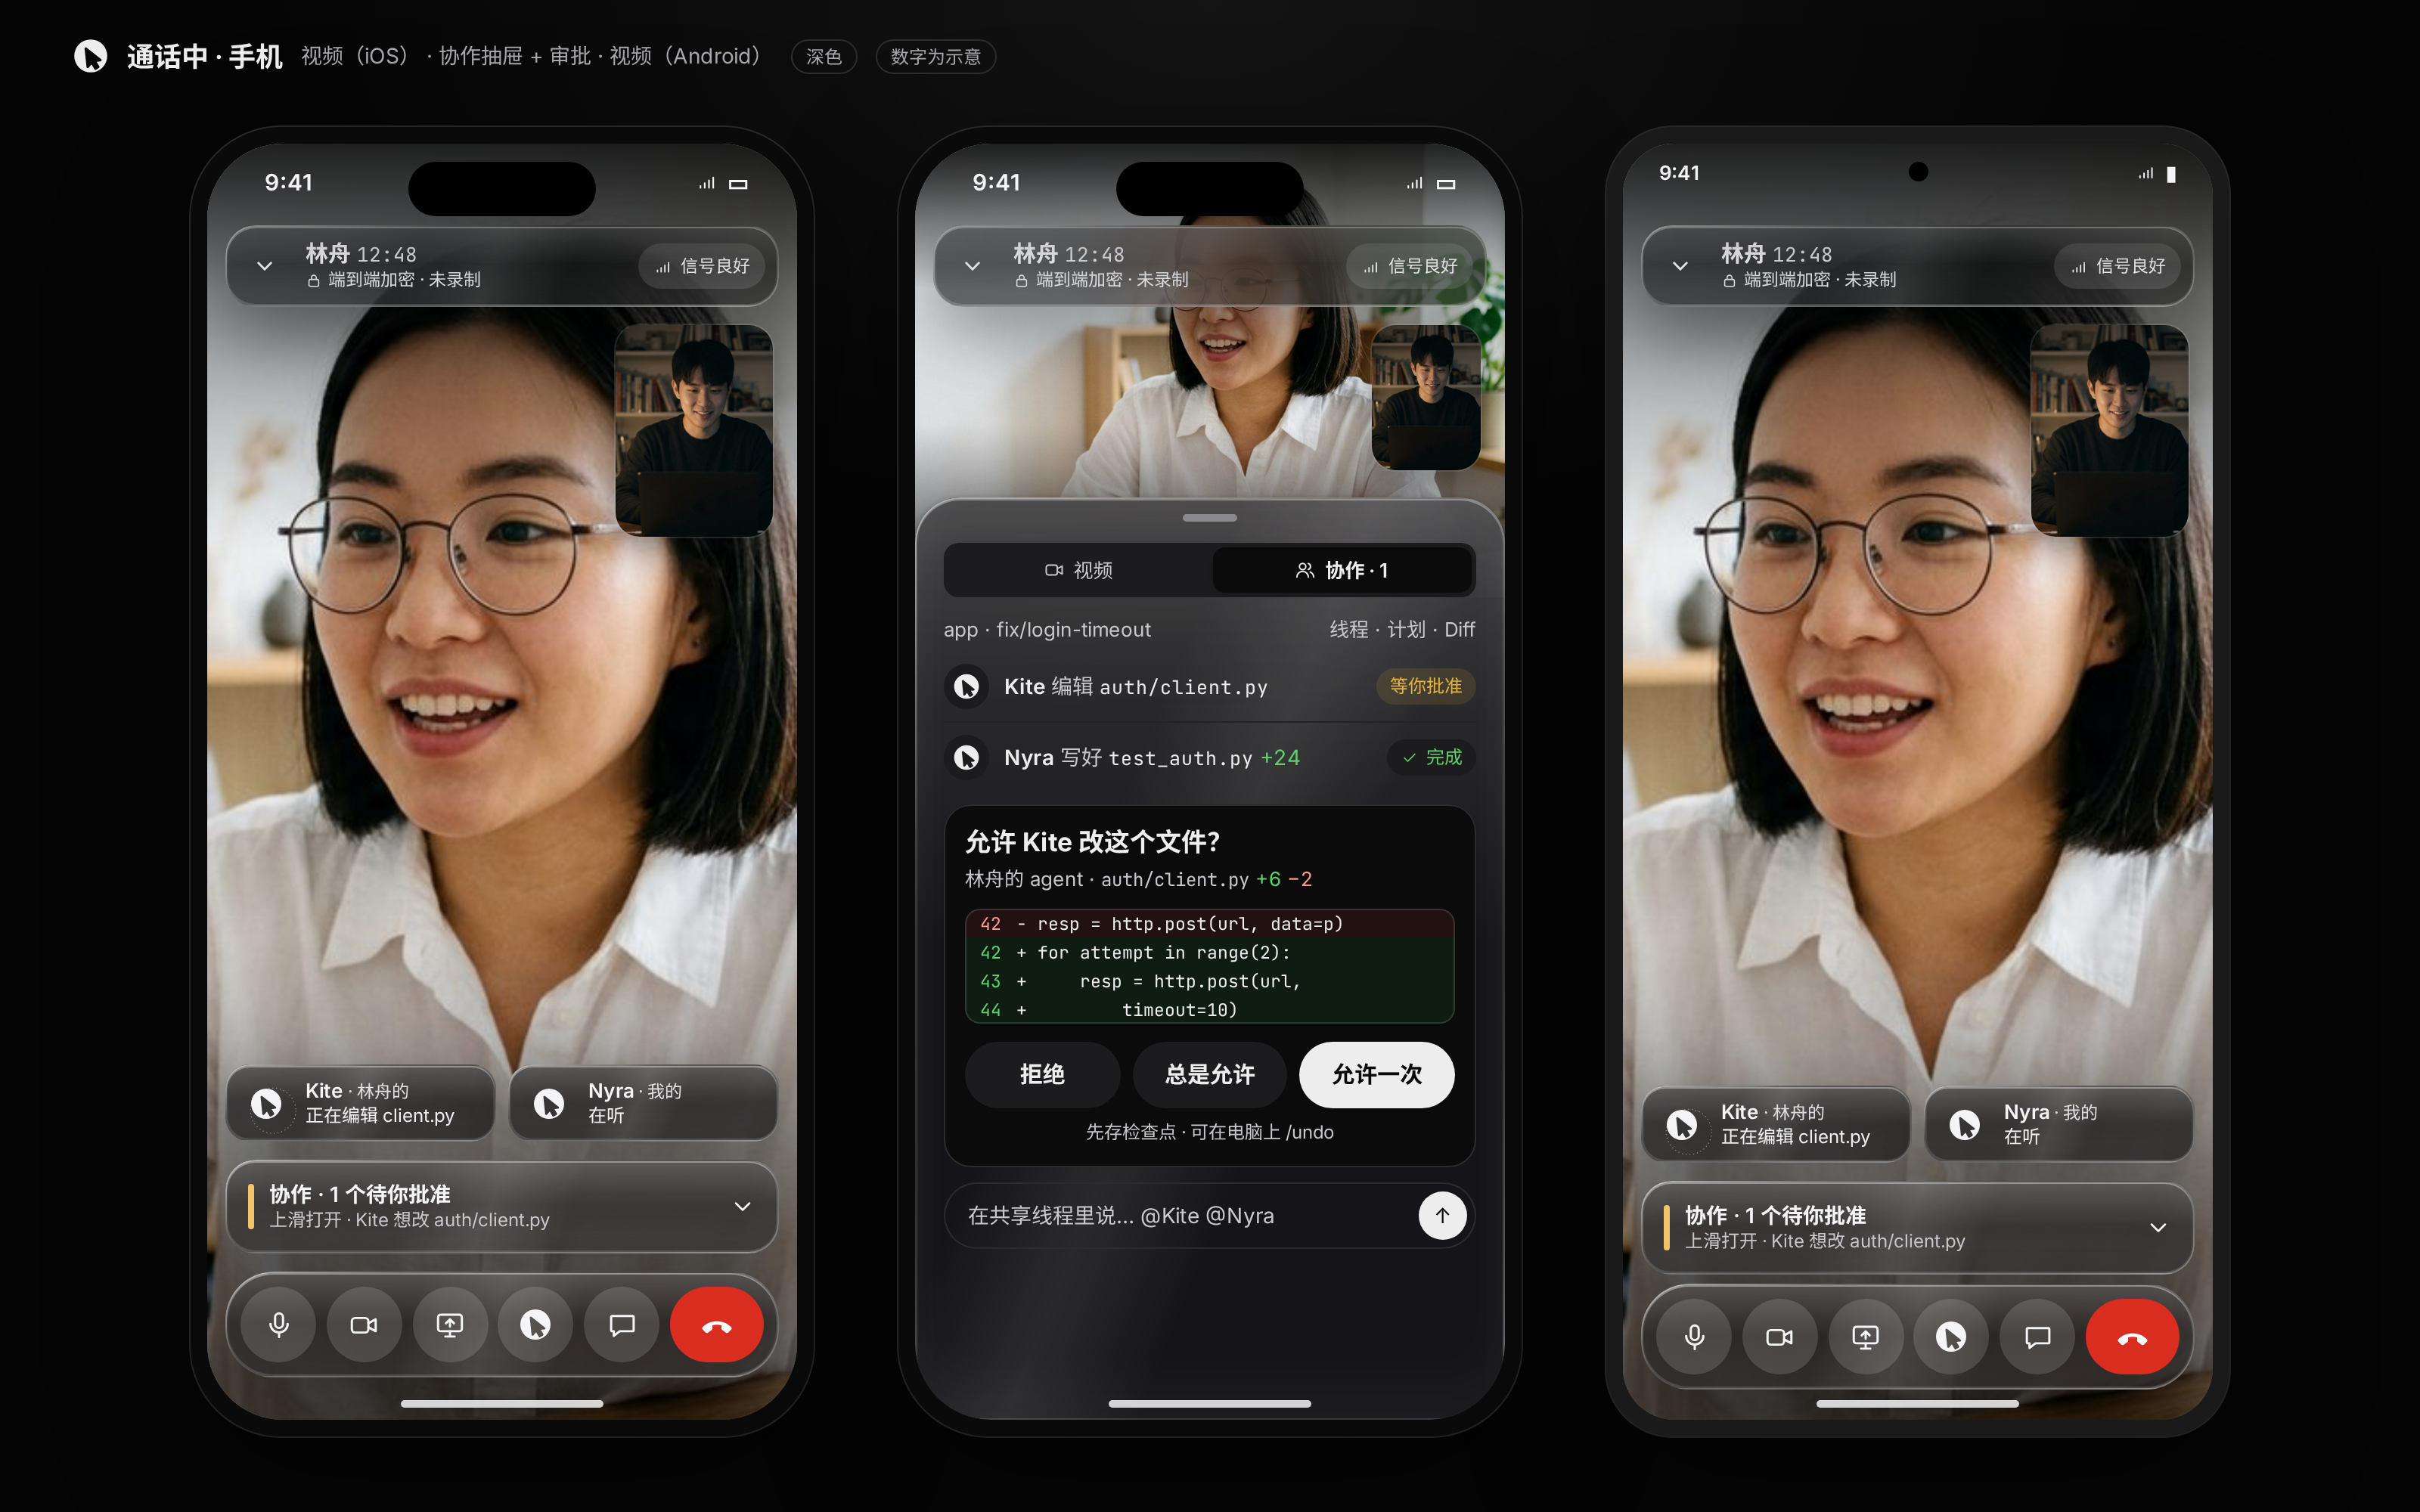 通话中 · 手机 视频（iOS） · 协作抽屉 + 审批 · 视频（Android） 深色 数字为示意
9:41
林舟 12:48
端到端加密 · 未录制
信号良好
Kite · 林舟的
正在编辑 client.py
Nyra · 我的
在听
协作 · 1 个待你批准
上滑打开 · Kite 想改 auth/client.py
9:41
林舟 12:48
端到端加密 · 未录制
信号良好
视频
协作 · 1
app · fix/login-timeout
线程 · 计划 · Diff
Kite 编辑 auth/client.py
等你批准
Nyra 写好 test_auth.py +24
完成
允许 Kite 改这个文件？
林舟的 agent · auth/client.py +6 −2
42 - resp = http.post(url, data=p)
42 + for attempt in range(2):
43 + resp = http.post(url,
44 + timeout=10)
拒绝
总是允许
允许一次
先存检查点 · 可在电脑上 /undo
在共享线程里说... @Kite @Nyra
9:41
林舟 12:48
端到端加密 · 未录制
信号良好
Kite · 林舟的
正在编辑 client.py
Nyra · 我的
在听
协作 · 1 个待你批准
上滑打开 · Kite 想改 auth/client.py